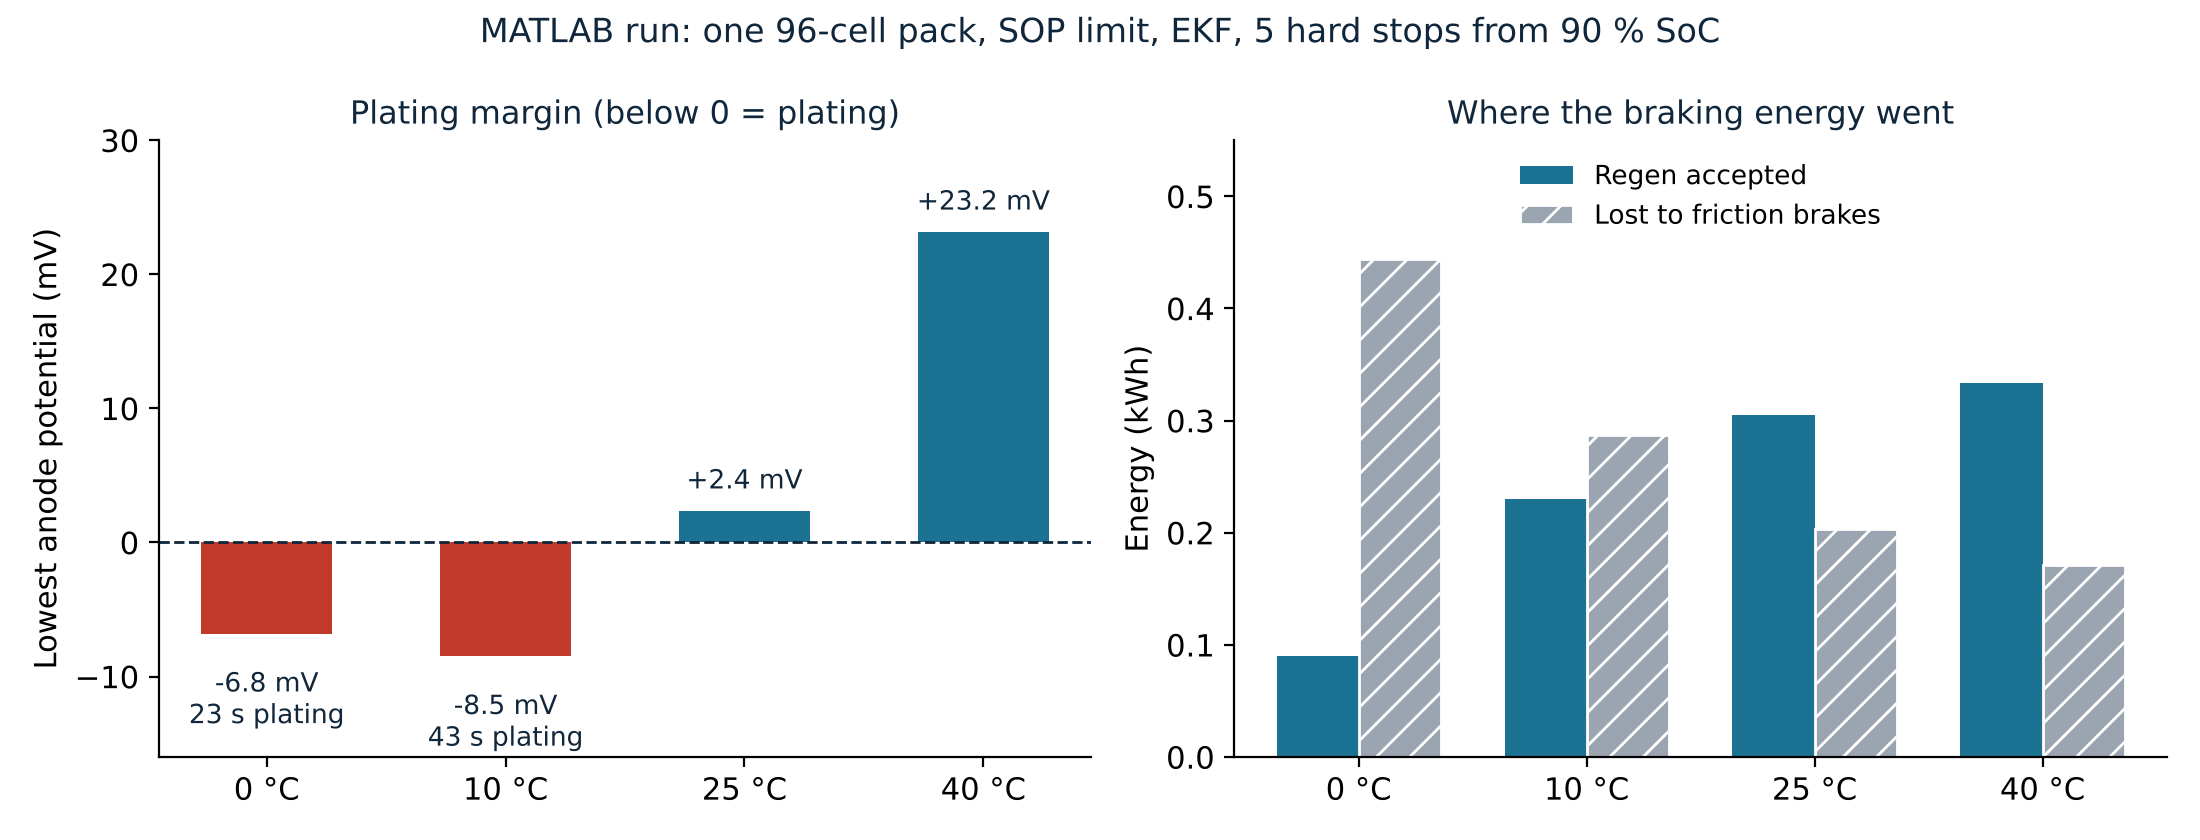 MATLAB run: one 96-cell pack, SOP limit, EKF, 5 hard stops from 90 % SoC
Plating margin (below 0 = plating)
Lowest anode potential (mV)
30
20
10
0
−10
+23.2 mV
+2.4 mV
-6.8 mV
23 s plating
-8.5 mV
43 s plating
0 °C
10 °C
25 °C
40 °C
Where the braking energy went
Regen accepted
Lost to friction brakes
Energy (kWh)
0.5
0.4
0.3
0.2
0.1
0.0
0 °C
10 °C
25 °C
40 °C